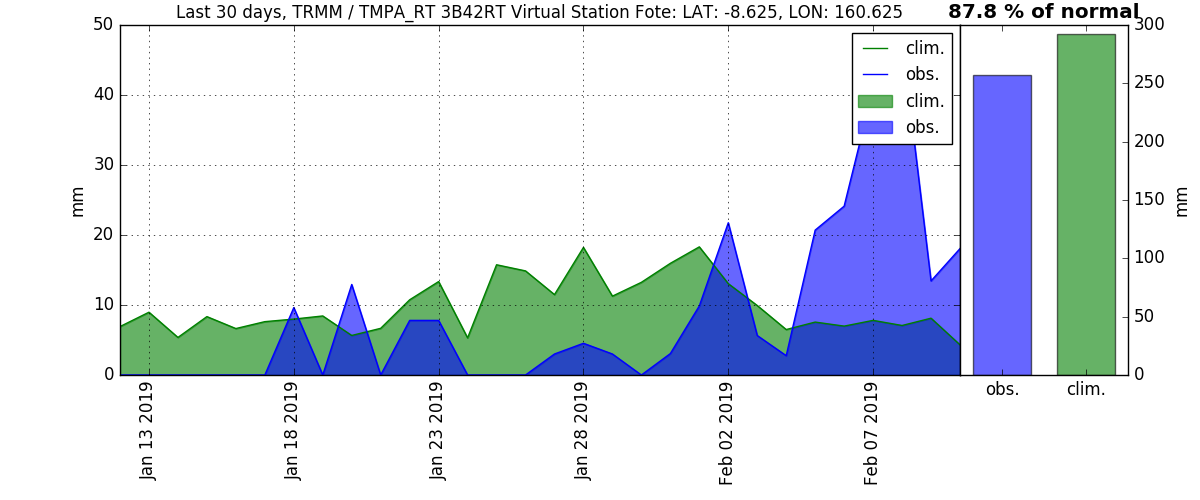 Last 30 days, TRMM / TMPA_RT 3B42RT Virtual Station Fote: LAT: -8.625, LON: 160.625
87.8 % of normal
50
40
30
20
10
0
mm
clim.
obs.
clim.
obs.
Jan 13 2019
Jan 18 2019
Jan 23 2019
Jan 28 2019
Feb 02 2019
Feb 07 2019
300
250
200
150
100
50
0
mm
obs.
clim.